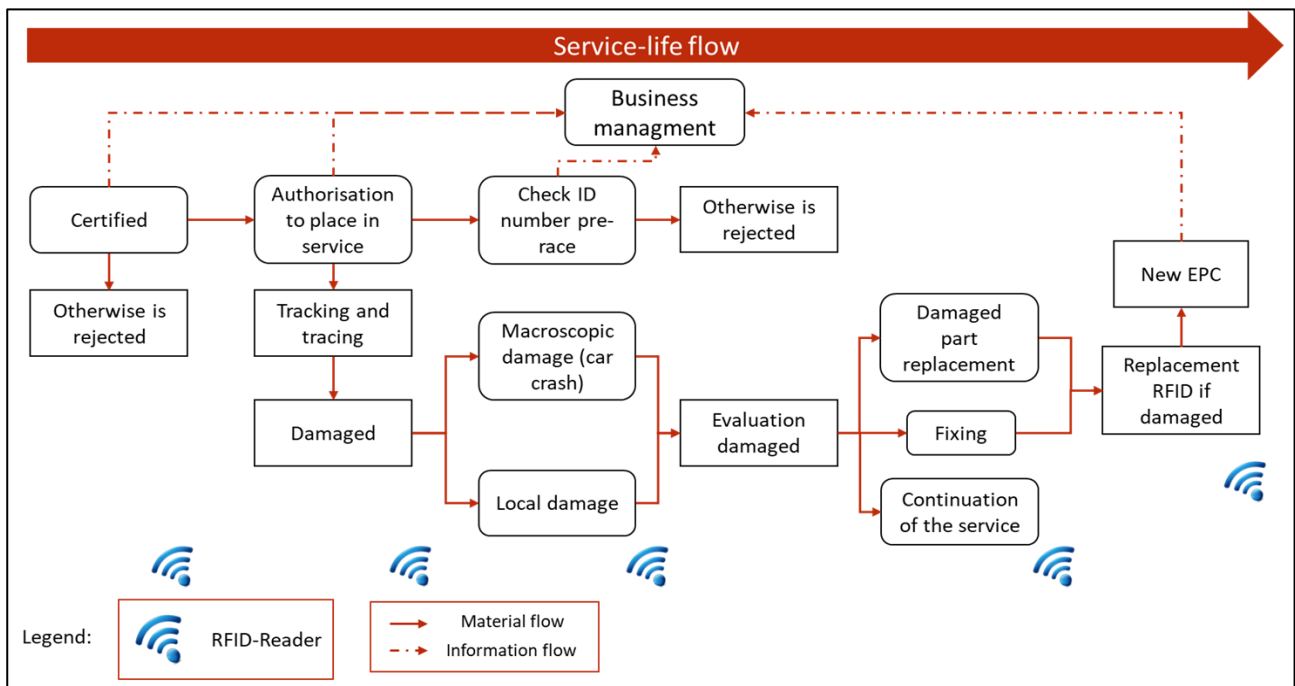 Service-life flow
Business
managment
Certified
Authorisation
to place in
service
Check ID
number pre-
race
Otherwise is
rejected
Otherwise is
rejected
Tracking and
tracing
Macroscopic
damage (car
crash)
Damaged
part
replacement
New EPC
Replacement
RFID if
damaged
Damaged
Evaluation
damaged
Fixing
Local damage
Continuation
of the service
Legend:
RFID-Reader
Material flow
Information flow